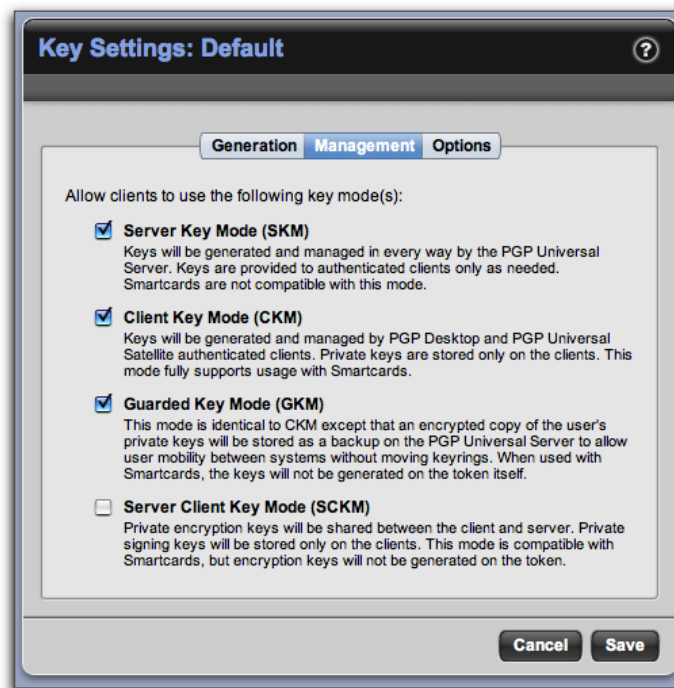 Key Settings: Default
?
Generation Management Options
Allow clients to use the following key mode(s):
Server Key Mode (SKM)
Keys will be generated and managed in every way by the PGP Universal
Server. Keys are provided to authenticated clients only as needed.
Smartcards are not compatible with this mode.
Client Key Mode (CKM)
Keys will be generated and managed by PGP Desktop and PGP Universal
Satellite authenticated clients. Private keys are stored only on the clients. This
mode fully supports usage with Smartcards.
Guarded Key Mode (GKM)
This mode is identical to CKM except that an encrypted copy of the user's
private keys will be stored as a backup on the PGP Universal Server to allow
user mobility between systems without moving keyrings. When used with
Smartcards, the keys will not be generated on the token itself.
Server Client Key Mode (SCKM)
Private encryption keys will be shared between the client and server. Private
signing keys will be stored only on the clients. This mode is compatible with
Smartcards, but encryption keys will not be generated on the token.
Cancel Save